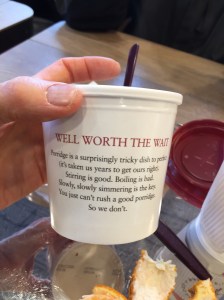 WELL WORTH THE WAIT
Porridge is a surprisingly tricky dish to perfect
(it's taken us years to get ours right).
Stirring is good. Boiling is bad.
Slowly, slowly simmering is the key.
You just can't rush a good porridge.
So we don't.